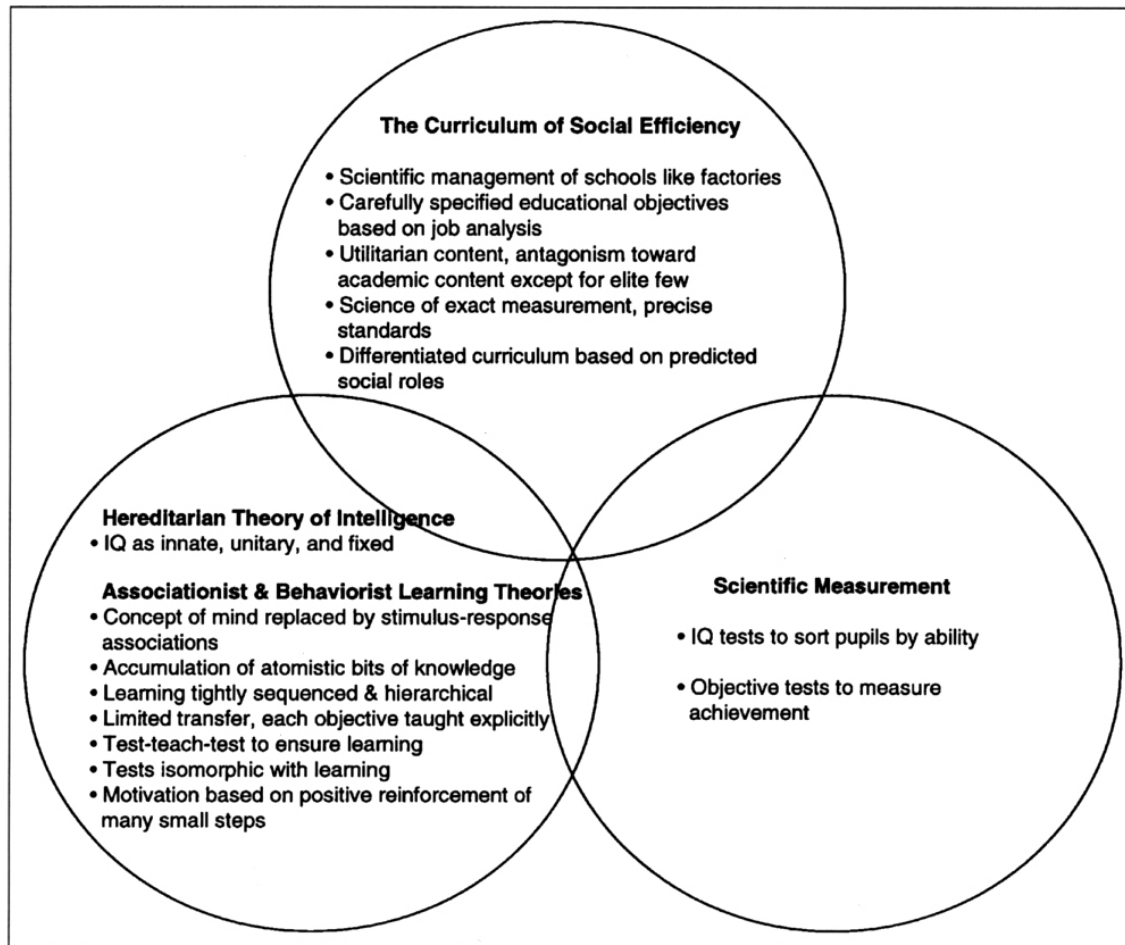 The Curriculum of Social Efficiency
• Scientific management of schools like factories
• Carefully specified educational objectives
based on job analysis
• Utilitarian content, antagonism toward
academic content except for elite few
• Science of exact measurement, precise
standards
• Differentiated curriculum based on predicted
social roles
Hereditarian Theory of Intelligence
• IQ as innate, unitary, and fixed
Associationist & Behaviorist Learning Theories
• Concept of mind replaced by stimulus-response
associations
• Accumulation of atomistic bits of knowledge
• Learning tightly sequenced & hierarchical
• Limited transfer, each objective taught explicitly
• Test-teach-test to ensure learning
• Tests isomorphic with learning
• Motivation based on positive reinforcement of
many small steps
Scientific Measurement
• IQ tests to sort pupils by ability
• Objective tests to measure
achievement